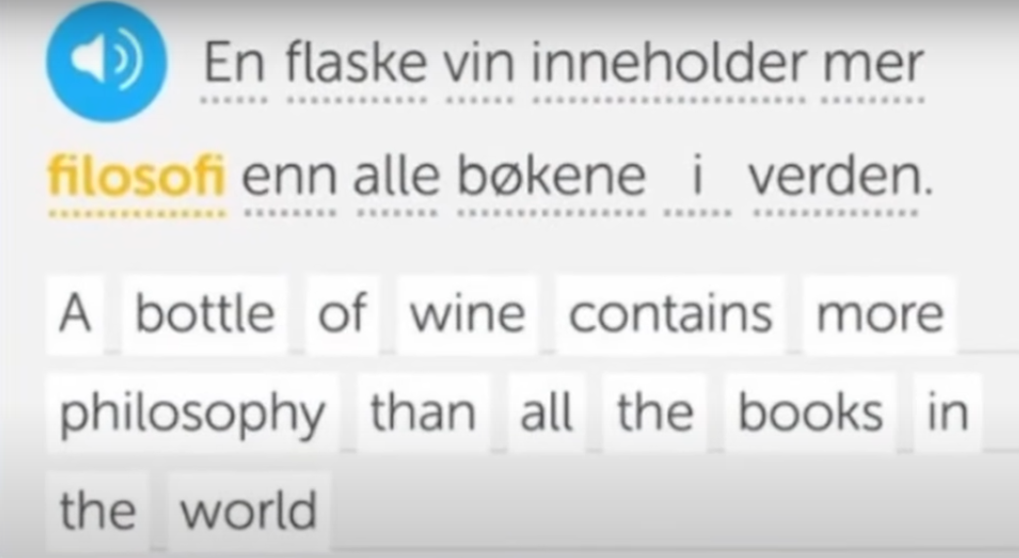 En flaske vin inneholder mer
filosofi enn alle bøkene i verden.
A bottle of wine contains more
philosophy than all the books in
the world